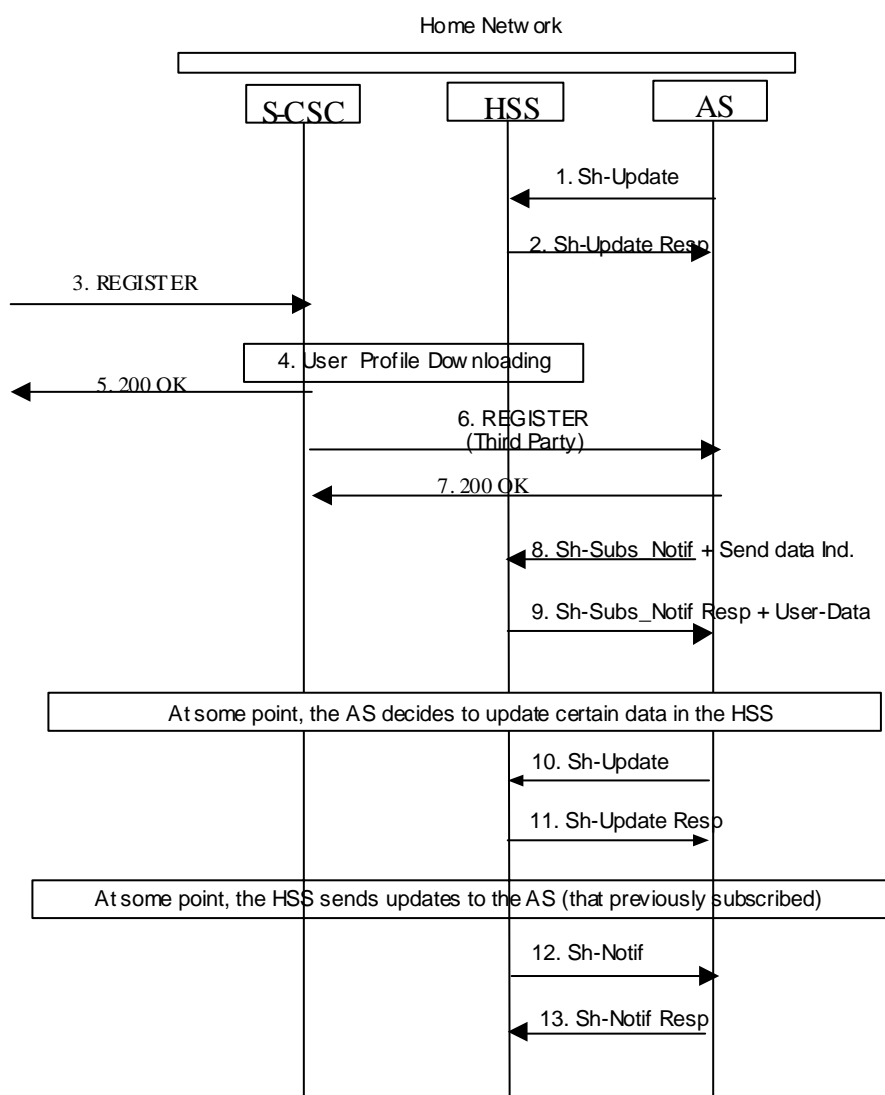 Home Network
S-CSC
HSS
AS
1. Sh-Update
2. Sh-Update Resp
3. REGISTER
4. User Profile Downloading
5. 200 OK
6. REGISTER
(Third Party)
7. 200 OK
8. Sh-Subs_Notif + Send data Ind.
9. Sh-Subs_Notif Resp + User-Data
At some point, the AS decides to update certain data in the HSS
10. Sh-Update
11. Sh-Update Resp
At some point, the HSS sends updates to the AS (that previously subscribed)
12. Sh-Notif
13. Sh-Notif Resp